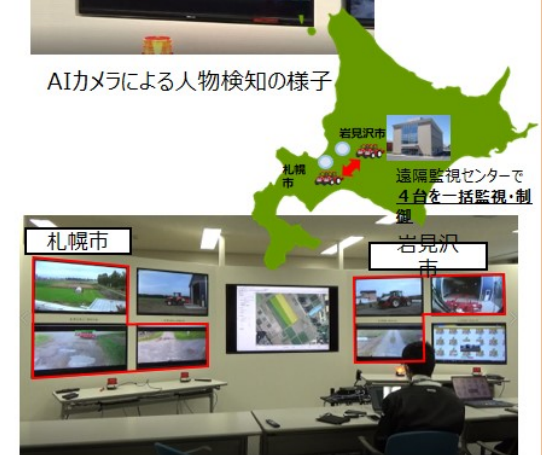 AIカメラによる人物検知の様子
岩見沢市
札幌
市
遠隔監視センターで
４台を一括監視・制
御
札幌市
岩見沢
市